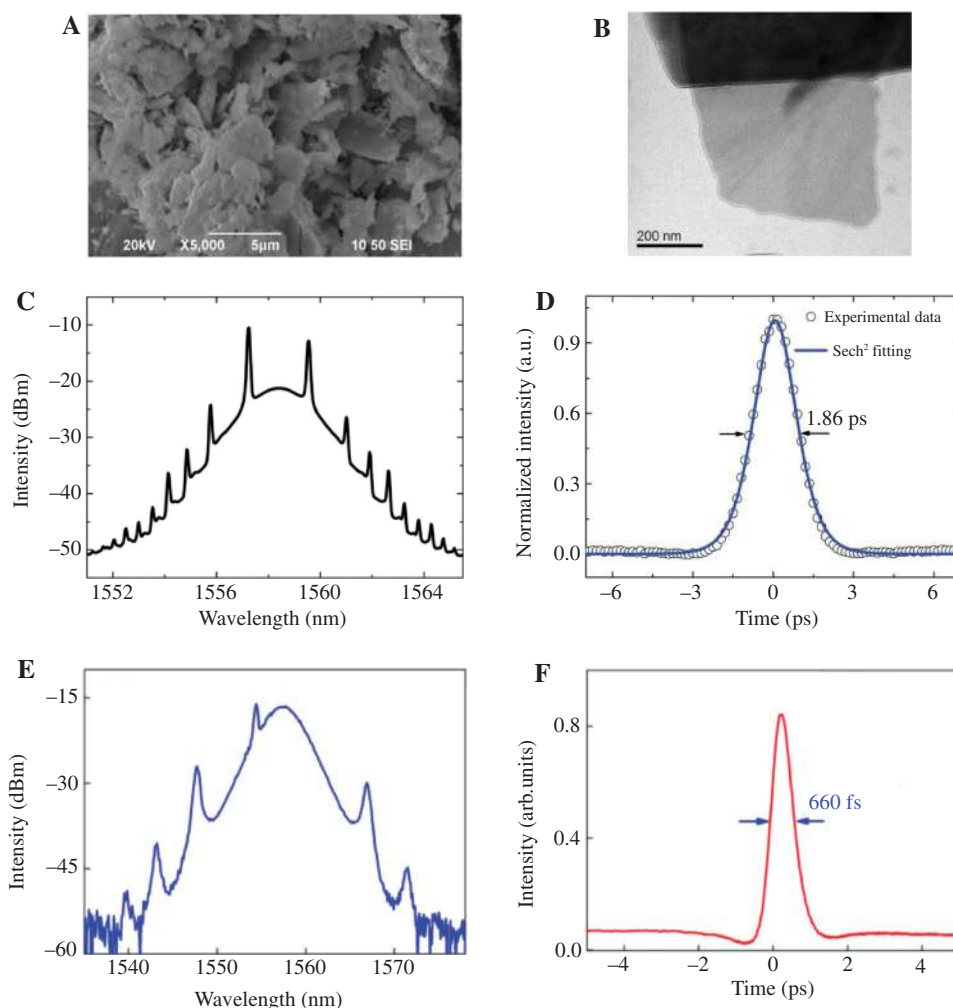 A
20kV X5,000 5μm 10 50 SEI
B
200 nm
C
Intensity (dBm)
−10
−20
−30
−40
−50
1552 1556 1560 1564
Wavelength (nm)
D
Normalized intensity (a.u.)
0.9
0.6
0.3
0.0
Experimental data
Sech² fitting
1.86 ps
−6 −3 0 3 6
Time (ps)
E
Intensity (dBm)
−15
−30
−45
−60
1540 1550 1560 1570
Wavelength (nm)
F
Intensity (arb.units)
0.8
0.4
0.0
660 fs
−4 −2 0 2 4
Time (ps)